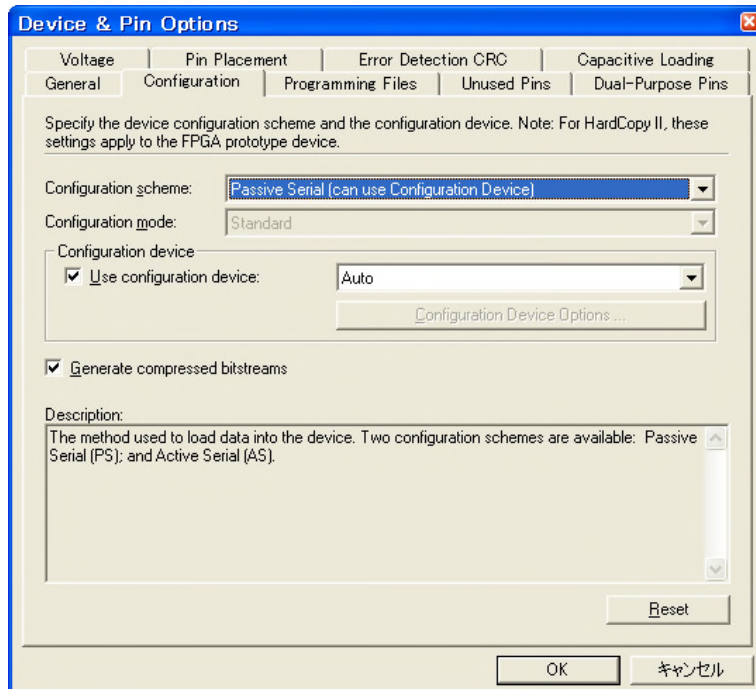 Device & Pin Options
Voltage
Pin Placement
Error Detection CRC
Capacitive Loading
General
Configuration
Programming Files
Unused Pins
Dual-Purpose Pins
Specify the device configuration scheme and the configuration device. Note: For HardCopy II, these
settings apply to the FPGA prototype device.
Configuration scheme:
Passive Serial (can use Configuration Device)
Configuration mode:
Standard
Configuration device
Use configuration device:
Auto
Configuration Device Options ...
Generate compressed bitstreams
Description:
The method used to load data into the device. Two configuration schemes are available:  Passive
Serial (PS); and Active Serial (AS).
Reset
OK
キャンセル